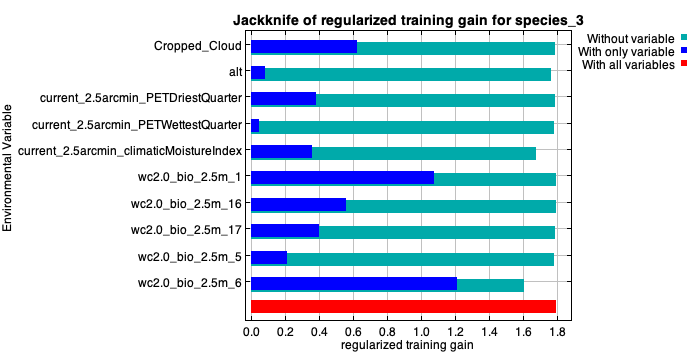 Jackknife of regularized training gain for species_3
Without variable
With only variable
With all variables
Environmental Variable
Cropped_Cloud
alt
current_2.5arcmin_PETDriestQuarter
current_2.5arcmin_PETWettestQuarter
current_2.5arcmin_climaticMoistureIndex
wc2.0_bio_2.5m_1
wc2.0_bio_2.5m_16
wc2.0_bio_2.5m_17
wc2.0_bio_2.5m_5
wc2.0_bio_2.5m_6
0.0 0.2 0.4 0.6 0.8 1.0 1.2 1.4 1.6 1.8
regularized training gain